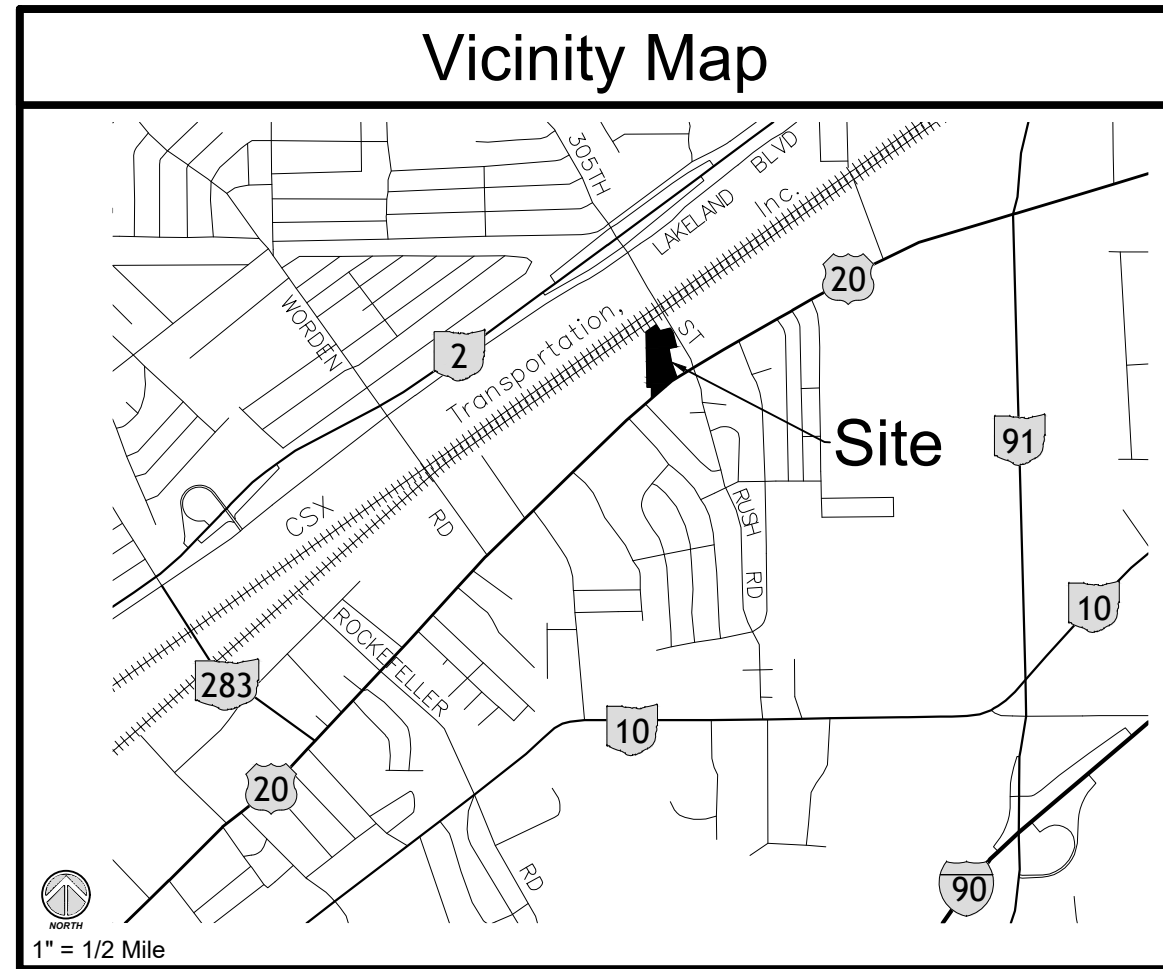 Vicinity Map
305TH
ST
LAKELAND BLVD
CSX Transportation, Inc.
20
WORDEN
RD
2
Site
91
RUSH RD
10
ROCKEFELLER
RD
283
10
20
90
NORTH
1" = 1/2 Mile